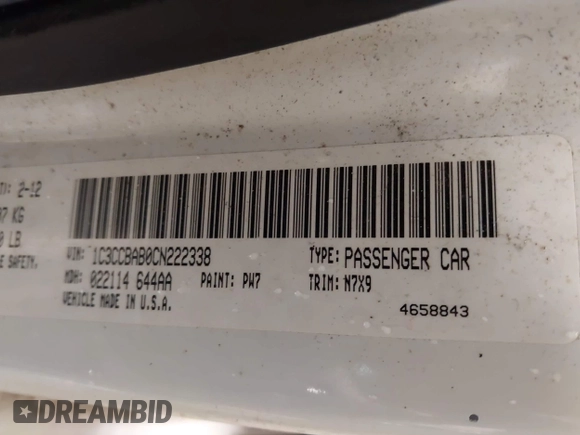 2-12
KG
LB
SAFETY.
VIN: 1C3CCBAB0CN222338
TYPE: PASSENGER CAR
MDH: 022114 644AA
PAINT: PW7
TRIM: N7X9
VEHICLE MADE IN U.S.A.
4658843
DREAMBID